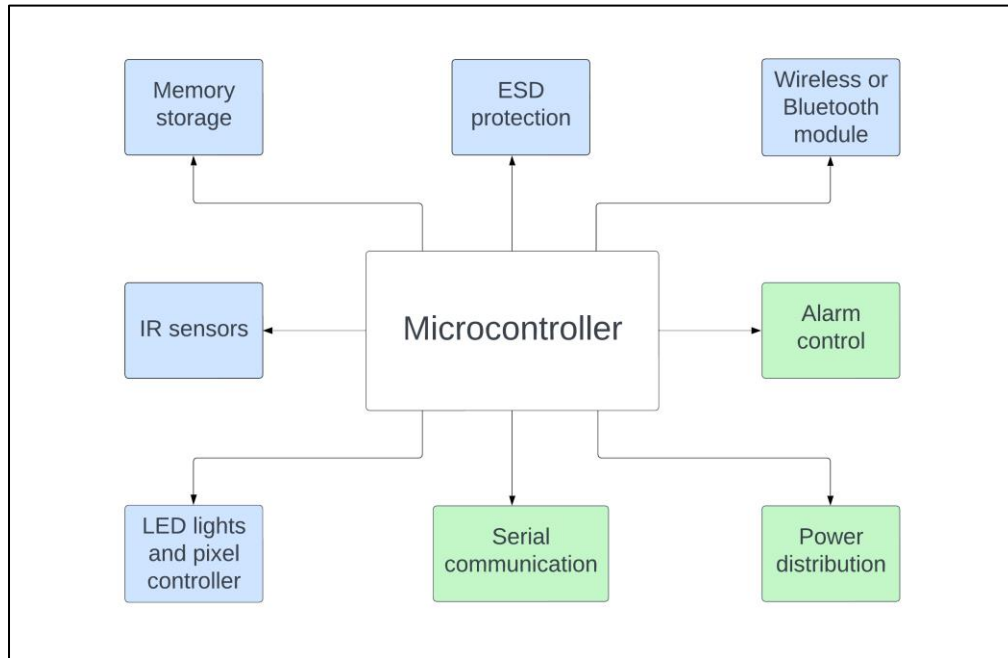 Memory
storage
ESD
protection
Wireless or
Bluetooth
module
IR sensors
Microcontroller
Alarm
control
LED lights
and pixel
controller
Serial
communication
Power
distribution